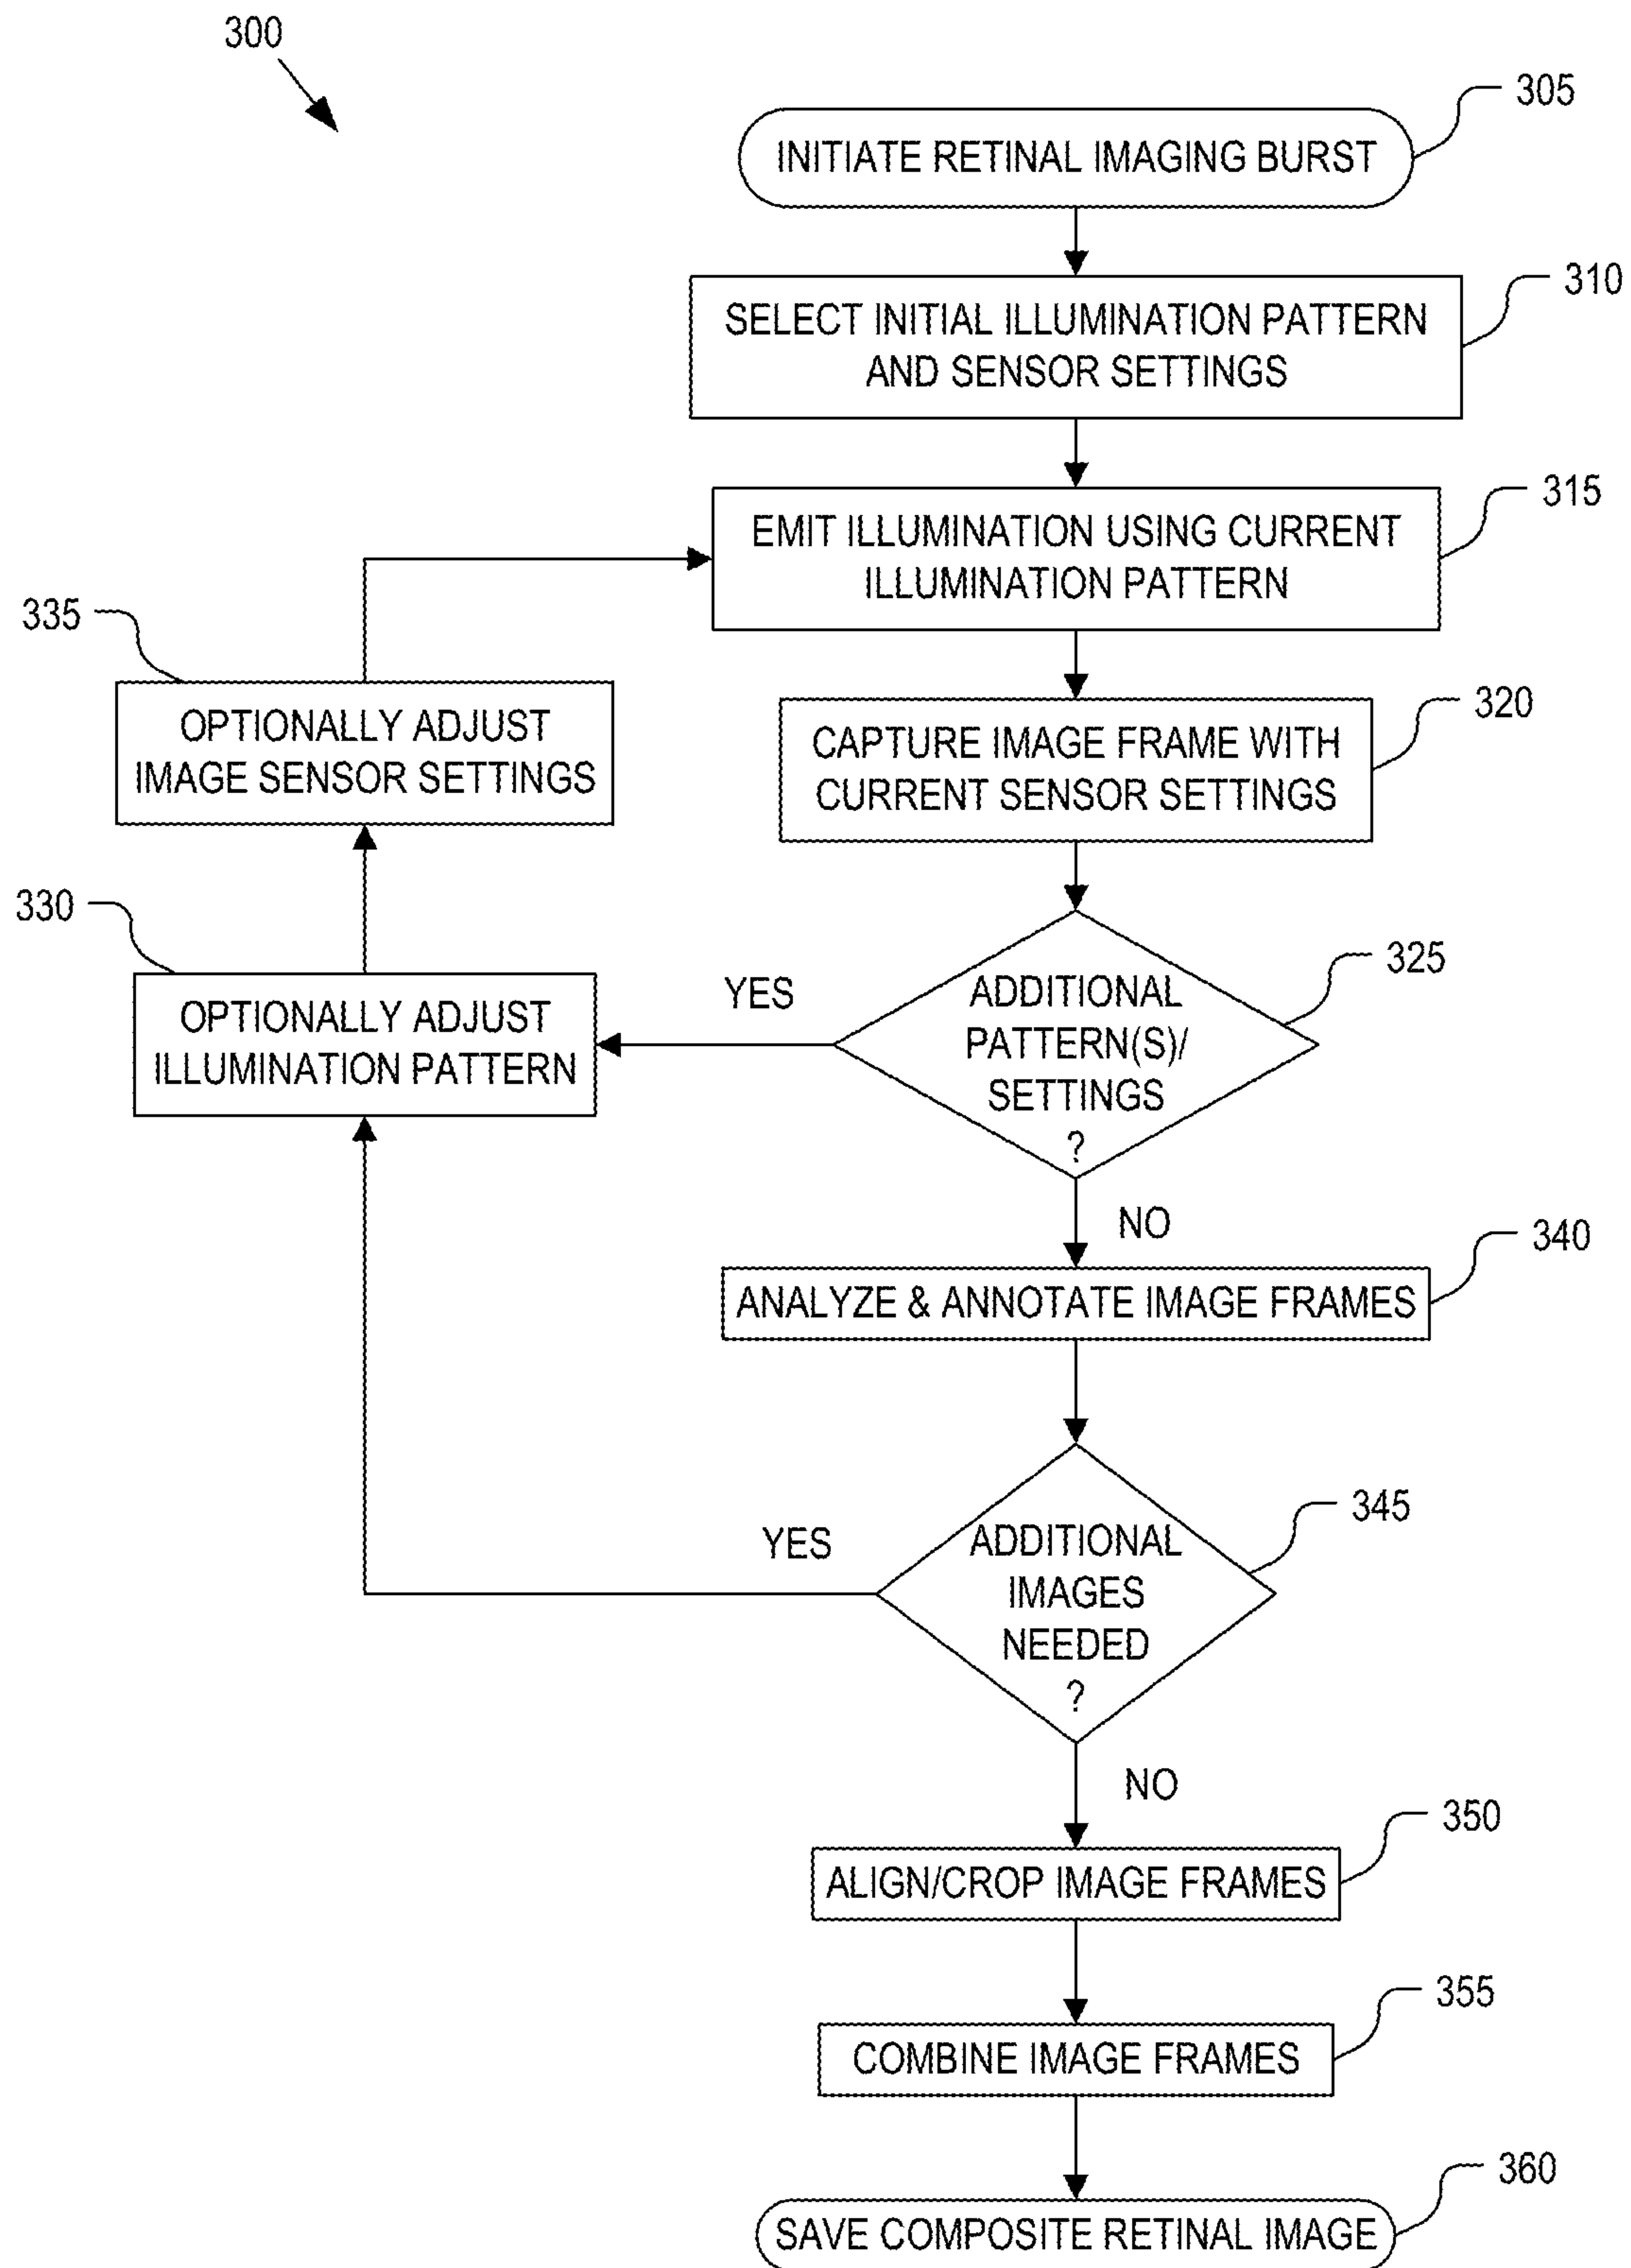 300
305
INITIATE RETINAL IMAGING BURST
310
SELECT INITIAL ILLUMINATION PATTERN
AND SENSOR SETTINGS
315
EMIT ILLUMINATION USING CURRENT
ILLUMINATION PATTERN
335
OPTIONALLY ADJUST
IMAGE SENSOR SETTINGS
320
CAPTURE IMAGE FRAME WITH
CURRENT SENSOR SETTINGS
330
OPTIONALLY ADJUST
ILLUMINATION PATTERN
YES
325
ADDITIONAL
PATTERN(S)/
SETTINGS
?
NO
340
ANALYZE & ANNOTATE IMAGE FRAMES
YES
345
ADDITIONAL
IMAGES
NEEDED
?
NO
350
ALIGN/CROP IMAGE FRAMES
355
COMBINE IMAGE FRAMES
360
SAVE COMPOSITE RETINAL IMAGE